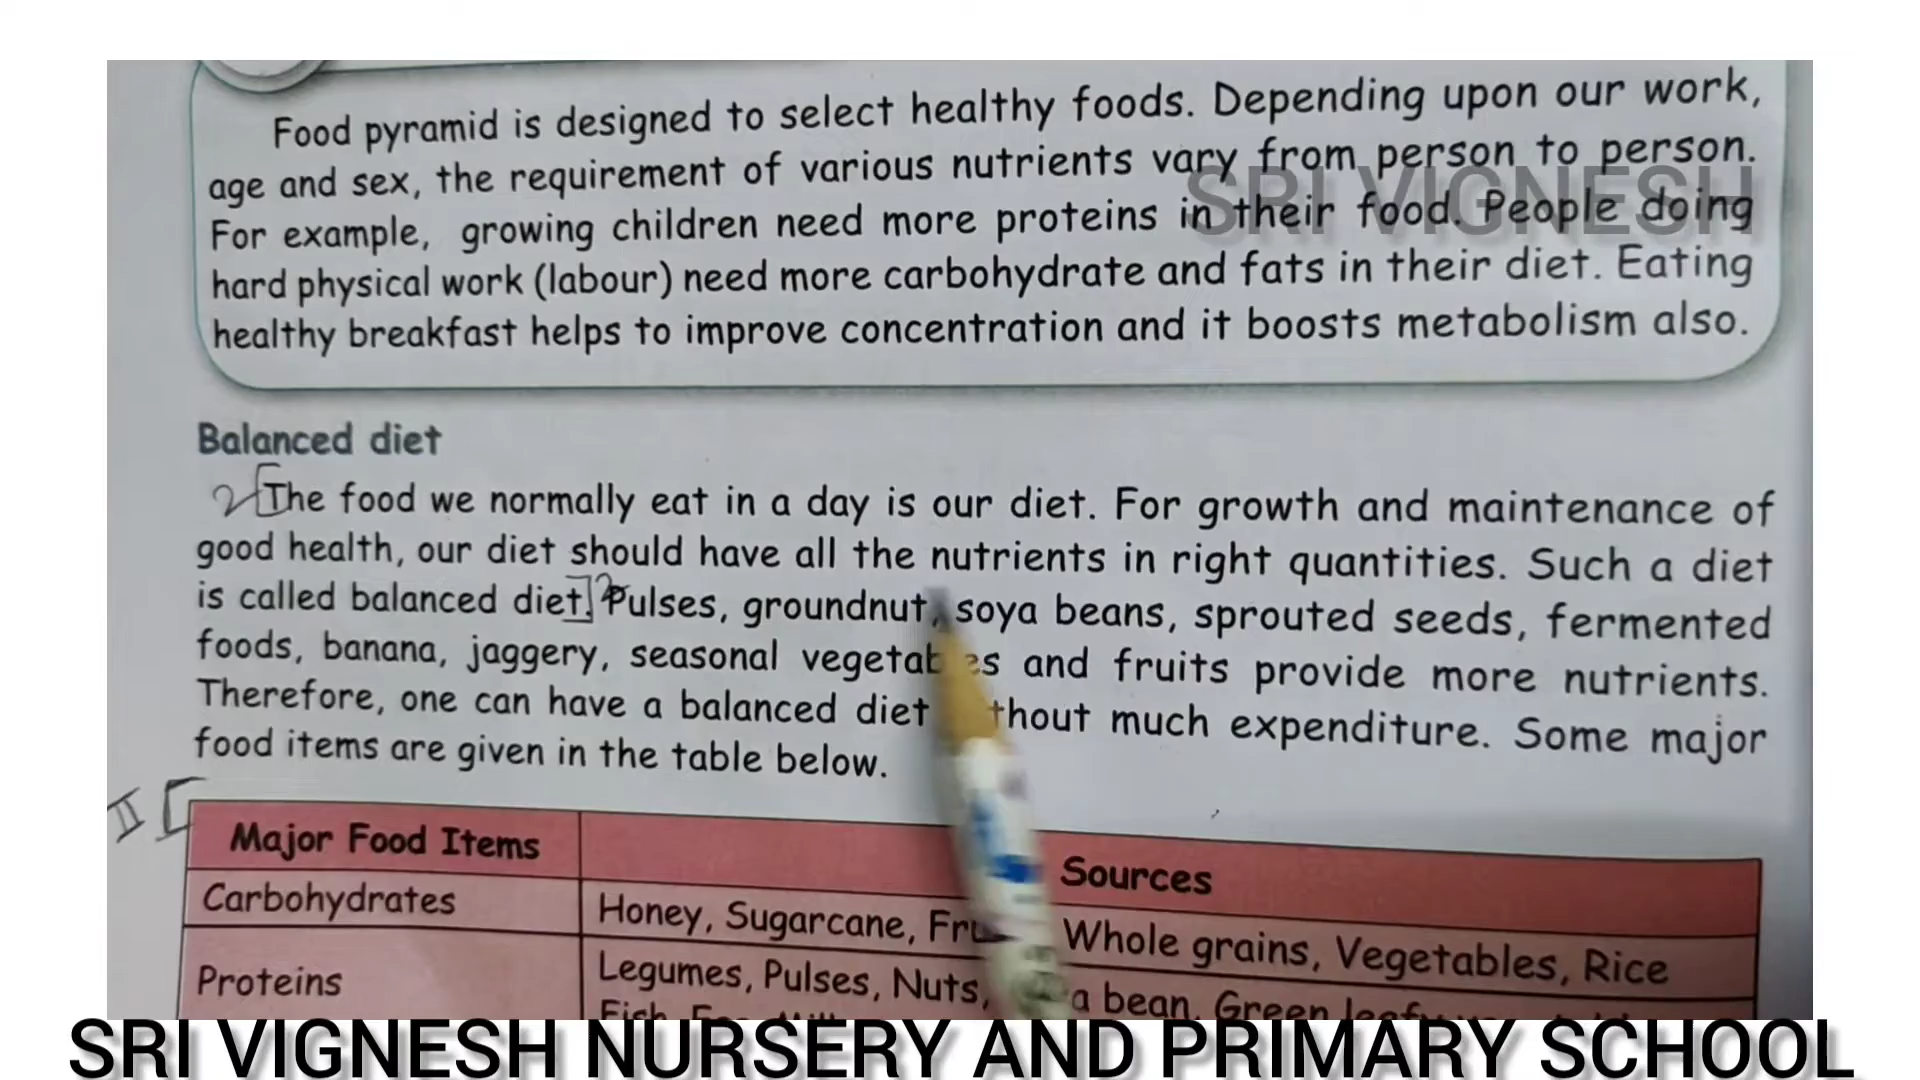 Food pyramid is designed to select healthy foods. Depending upon our work,
age and sex, the requirement of various nutrients vary from person to person.
SRI VIGNESH
For example, growing children need more proteins in their food. People doing
hard physical work (labour) need more carbohydrate and fats in their diet. Eating
healthy breakfast helps to improve concentration and it boosts metabolism also.
Balanced diet
2 The food we normally eat in a day is our diet. For growth and maintenance of
good health, our diet should have all the nutrients in right quantities. Such a diet
is called balanced diet. Pulses, groundnut, soya beans, sprouted seeds, fermented
foods, banana, jaggery, seasonal and fruits provide more nutrients.
Therefore, one can have a balanced diet much expenditure. Some major
food items are given in the table below.
II
Major Food Items Sources
Carbohydrates Honey, Sugarcane, Whole grains, Vegetables, Rice
Proteins Legumes, Pulses, Nuts, bean, Green
SRI VIGNESH NURSERY AND PRIMARY SCHOOL